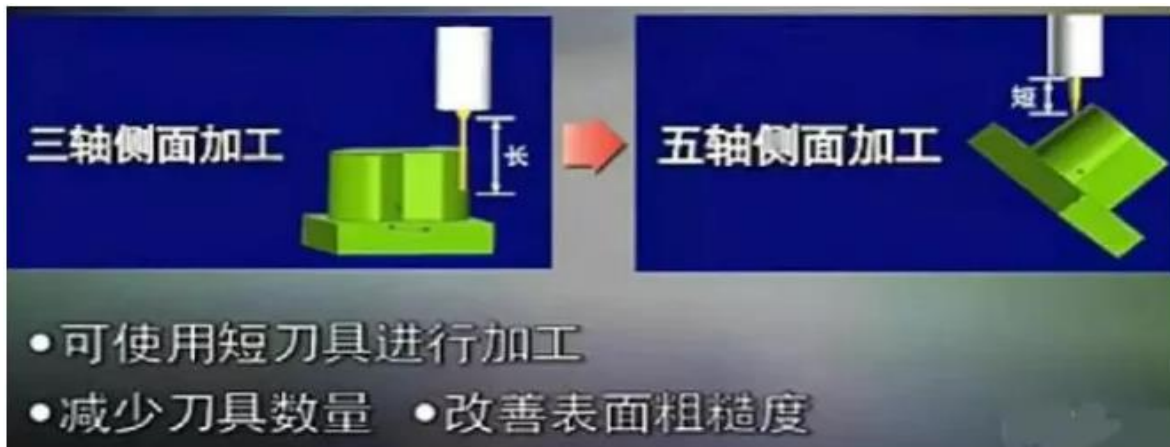 三轴侧面加工
长
五轴侧面加工
短
●可使用短刀具进行加工
●减少刀具数量 ●改善表面粗糙度